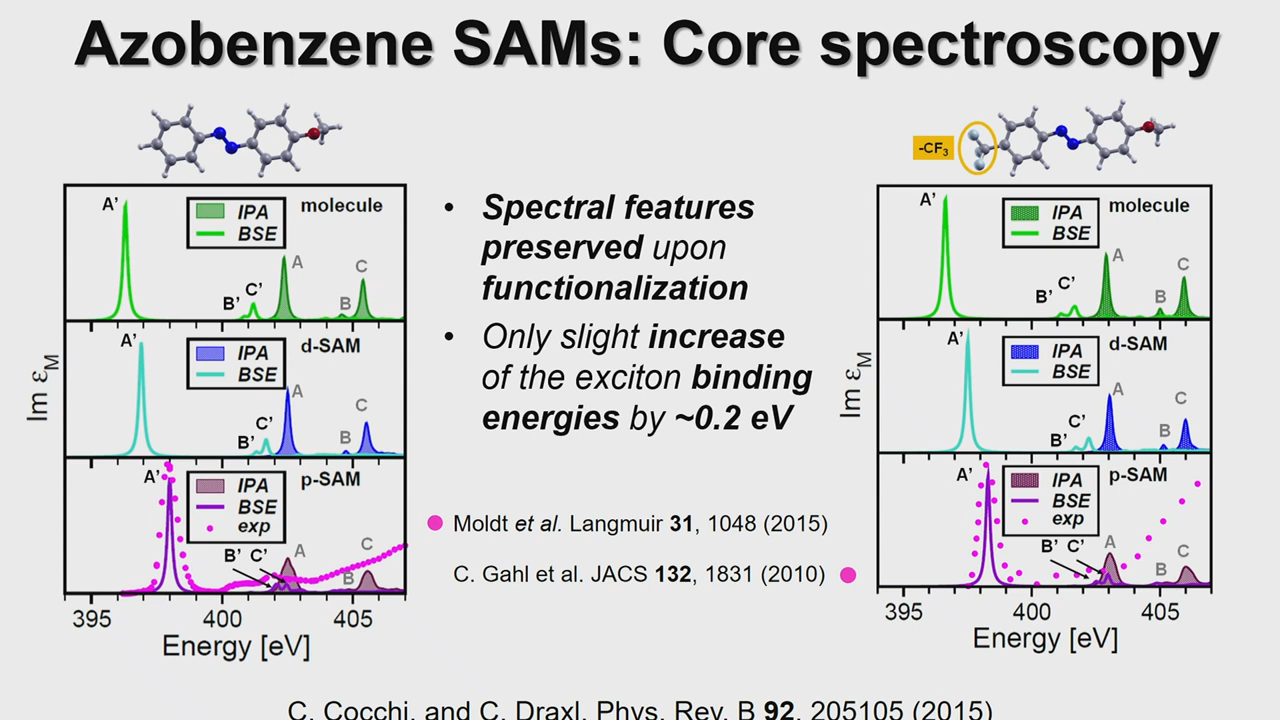 Azobenzene SAMs: Core spectroscopy
-CF3
A'
IPA
BSE
molecule
B'
C'
A
B
C
A'
IPA
BSE
d-SAM
B'
C'
A
B
C
A'
IPA
BSE
exp
p-SAM
B'
C'
A
B
C
Im εM
395
400
405
Energy [eV]
• Spectral features
preserved upon
functionalization
• Only slight increase
of the exciton binding
energies by ~0.2 eV
Moldt et al. Langmuir 31, 1048 (2015)
C. Gahl et al. JACS 132, 1831 (2010)
A'
IPA
BSE
molecule
B'
C'
A
B
C
A'
IPA
BSE
d-SAM
B'
C'
A
B
C
A'
IPA
BSE
exp
p-SAM
B'
C'
A
B
C
Im εM
395
400
405
Energy [eV]
C. Cocchi, and C. Draxl, Phys. Rev. B 92, 205105 (2015)